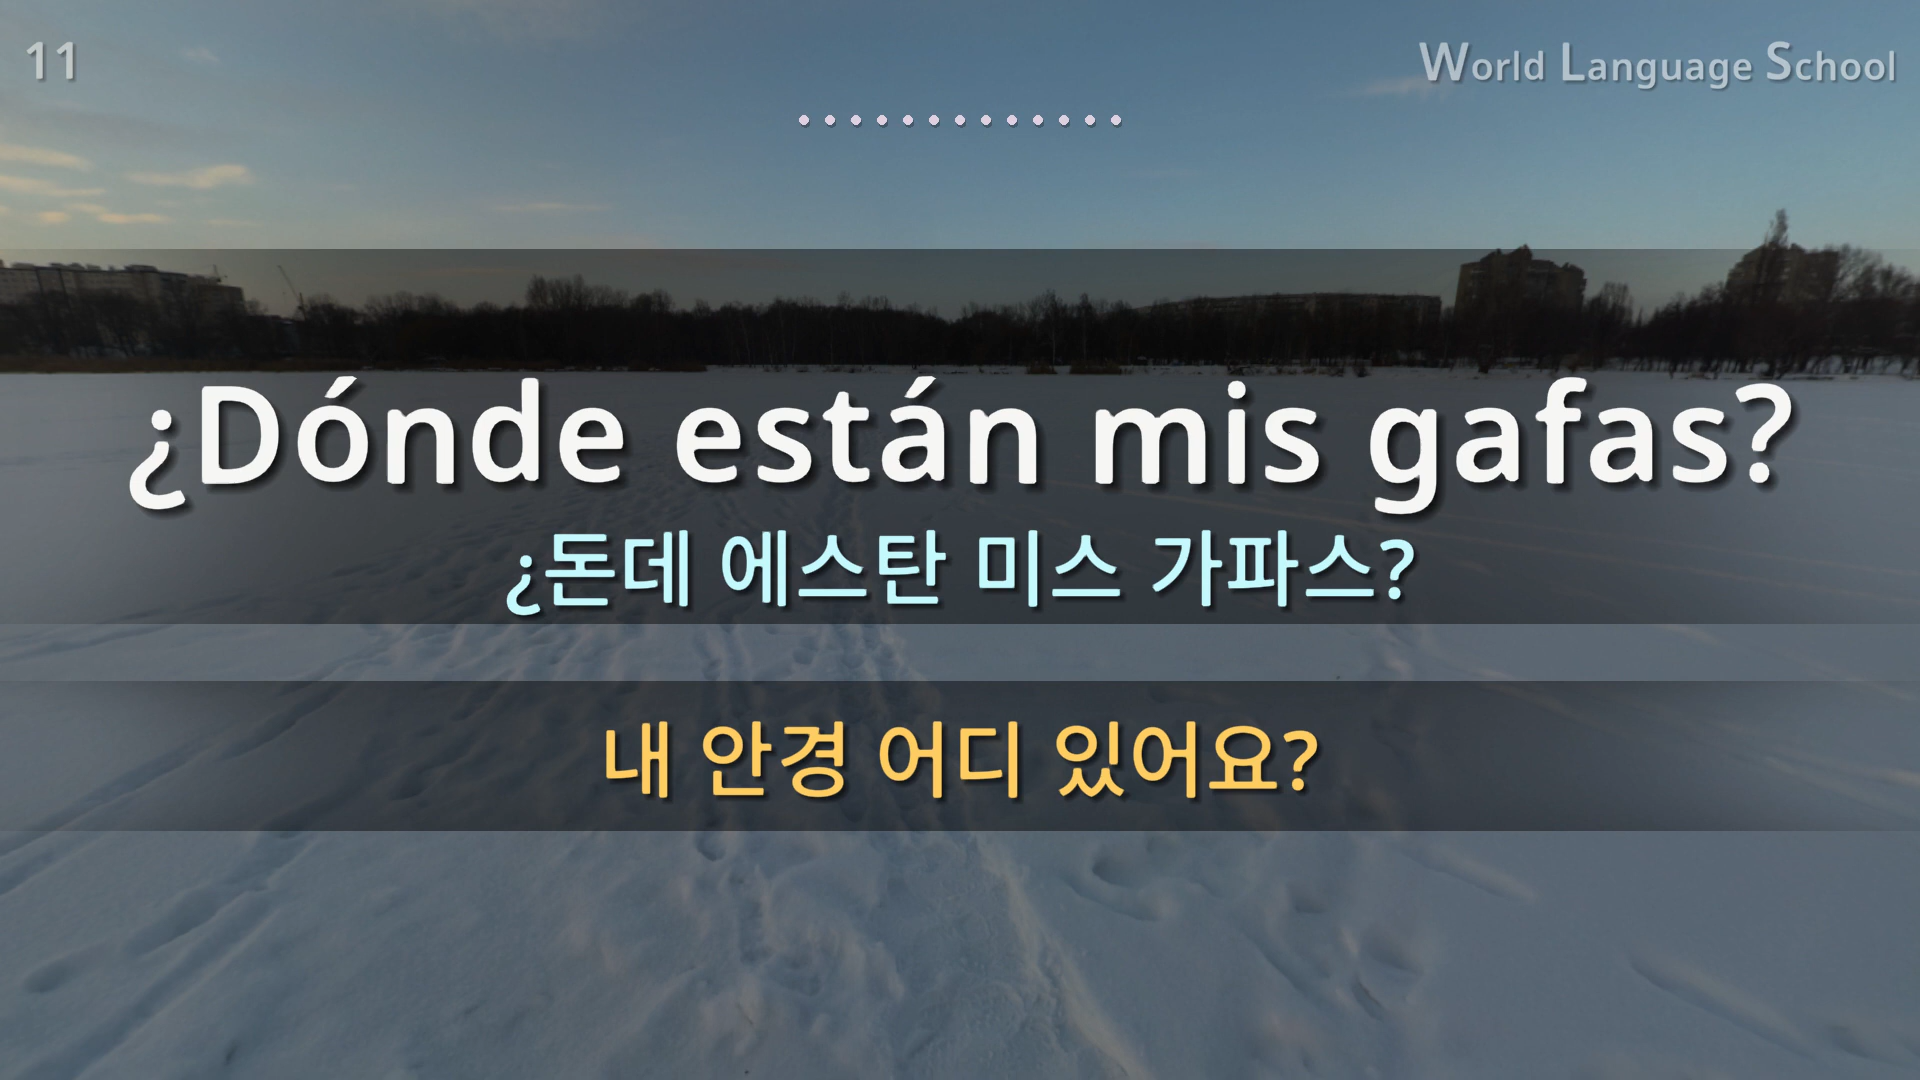 11
World Language School
¿Dónde están mis gafas?
¿돈데 에스탄 미스 가파스?
내 안경 어디 있어요?